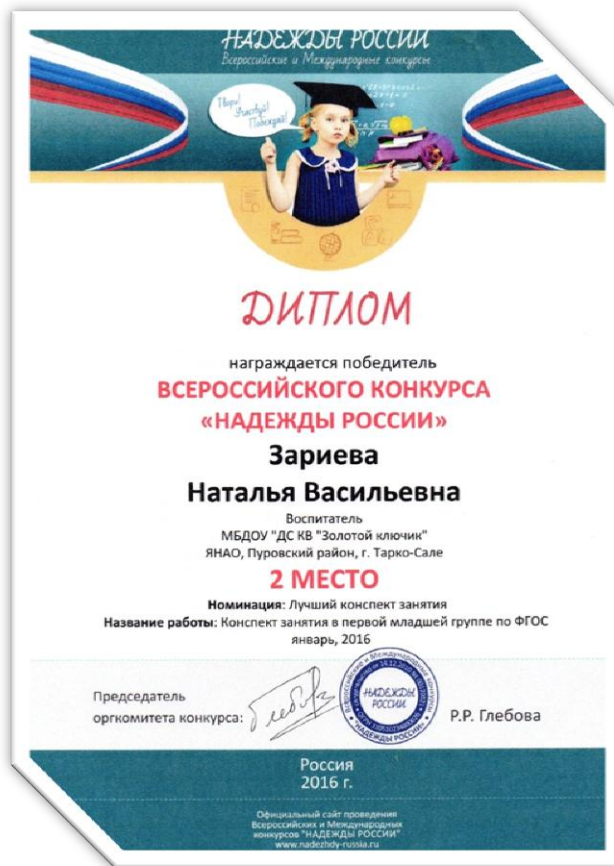 НАДЕЖДЫ РОССИИ
Всероссийские и Международные конкурсы
Твори!
Участвуй!
Побеждай!
ДИПЛОМ
награждается победитель
ВСЕРОССИЙСКОГО КОНКУРСА
«НАДЕЖДЫ РОССИИ»
Зариева
Наталья Васильевна
Воспитатель
МБДОУ "ДС КВ "Золотой ключик"
ЯНАО, Пуровский район, г. Тарко-Сале
2 МЕСТО
Номинация: Лучший конспект занятия
Название работы: Конспект занятия в первой младшей группе по ФГОС
январь, 2016
Председатель
оргкомитета конкурса:
НАДЕЖДЫ
РОССИИ
Р.Р. Глебова
Россия
2016 г.
Официальный сайт проведения
Всероссийских и Международных
конкурсов "НАДЕЖДЫ РОССИИ"
www.nadezhdy-russia.ru